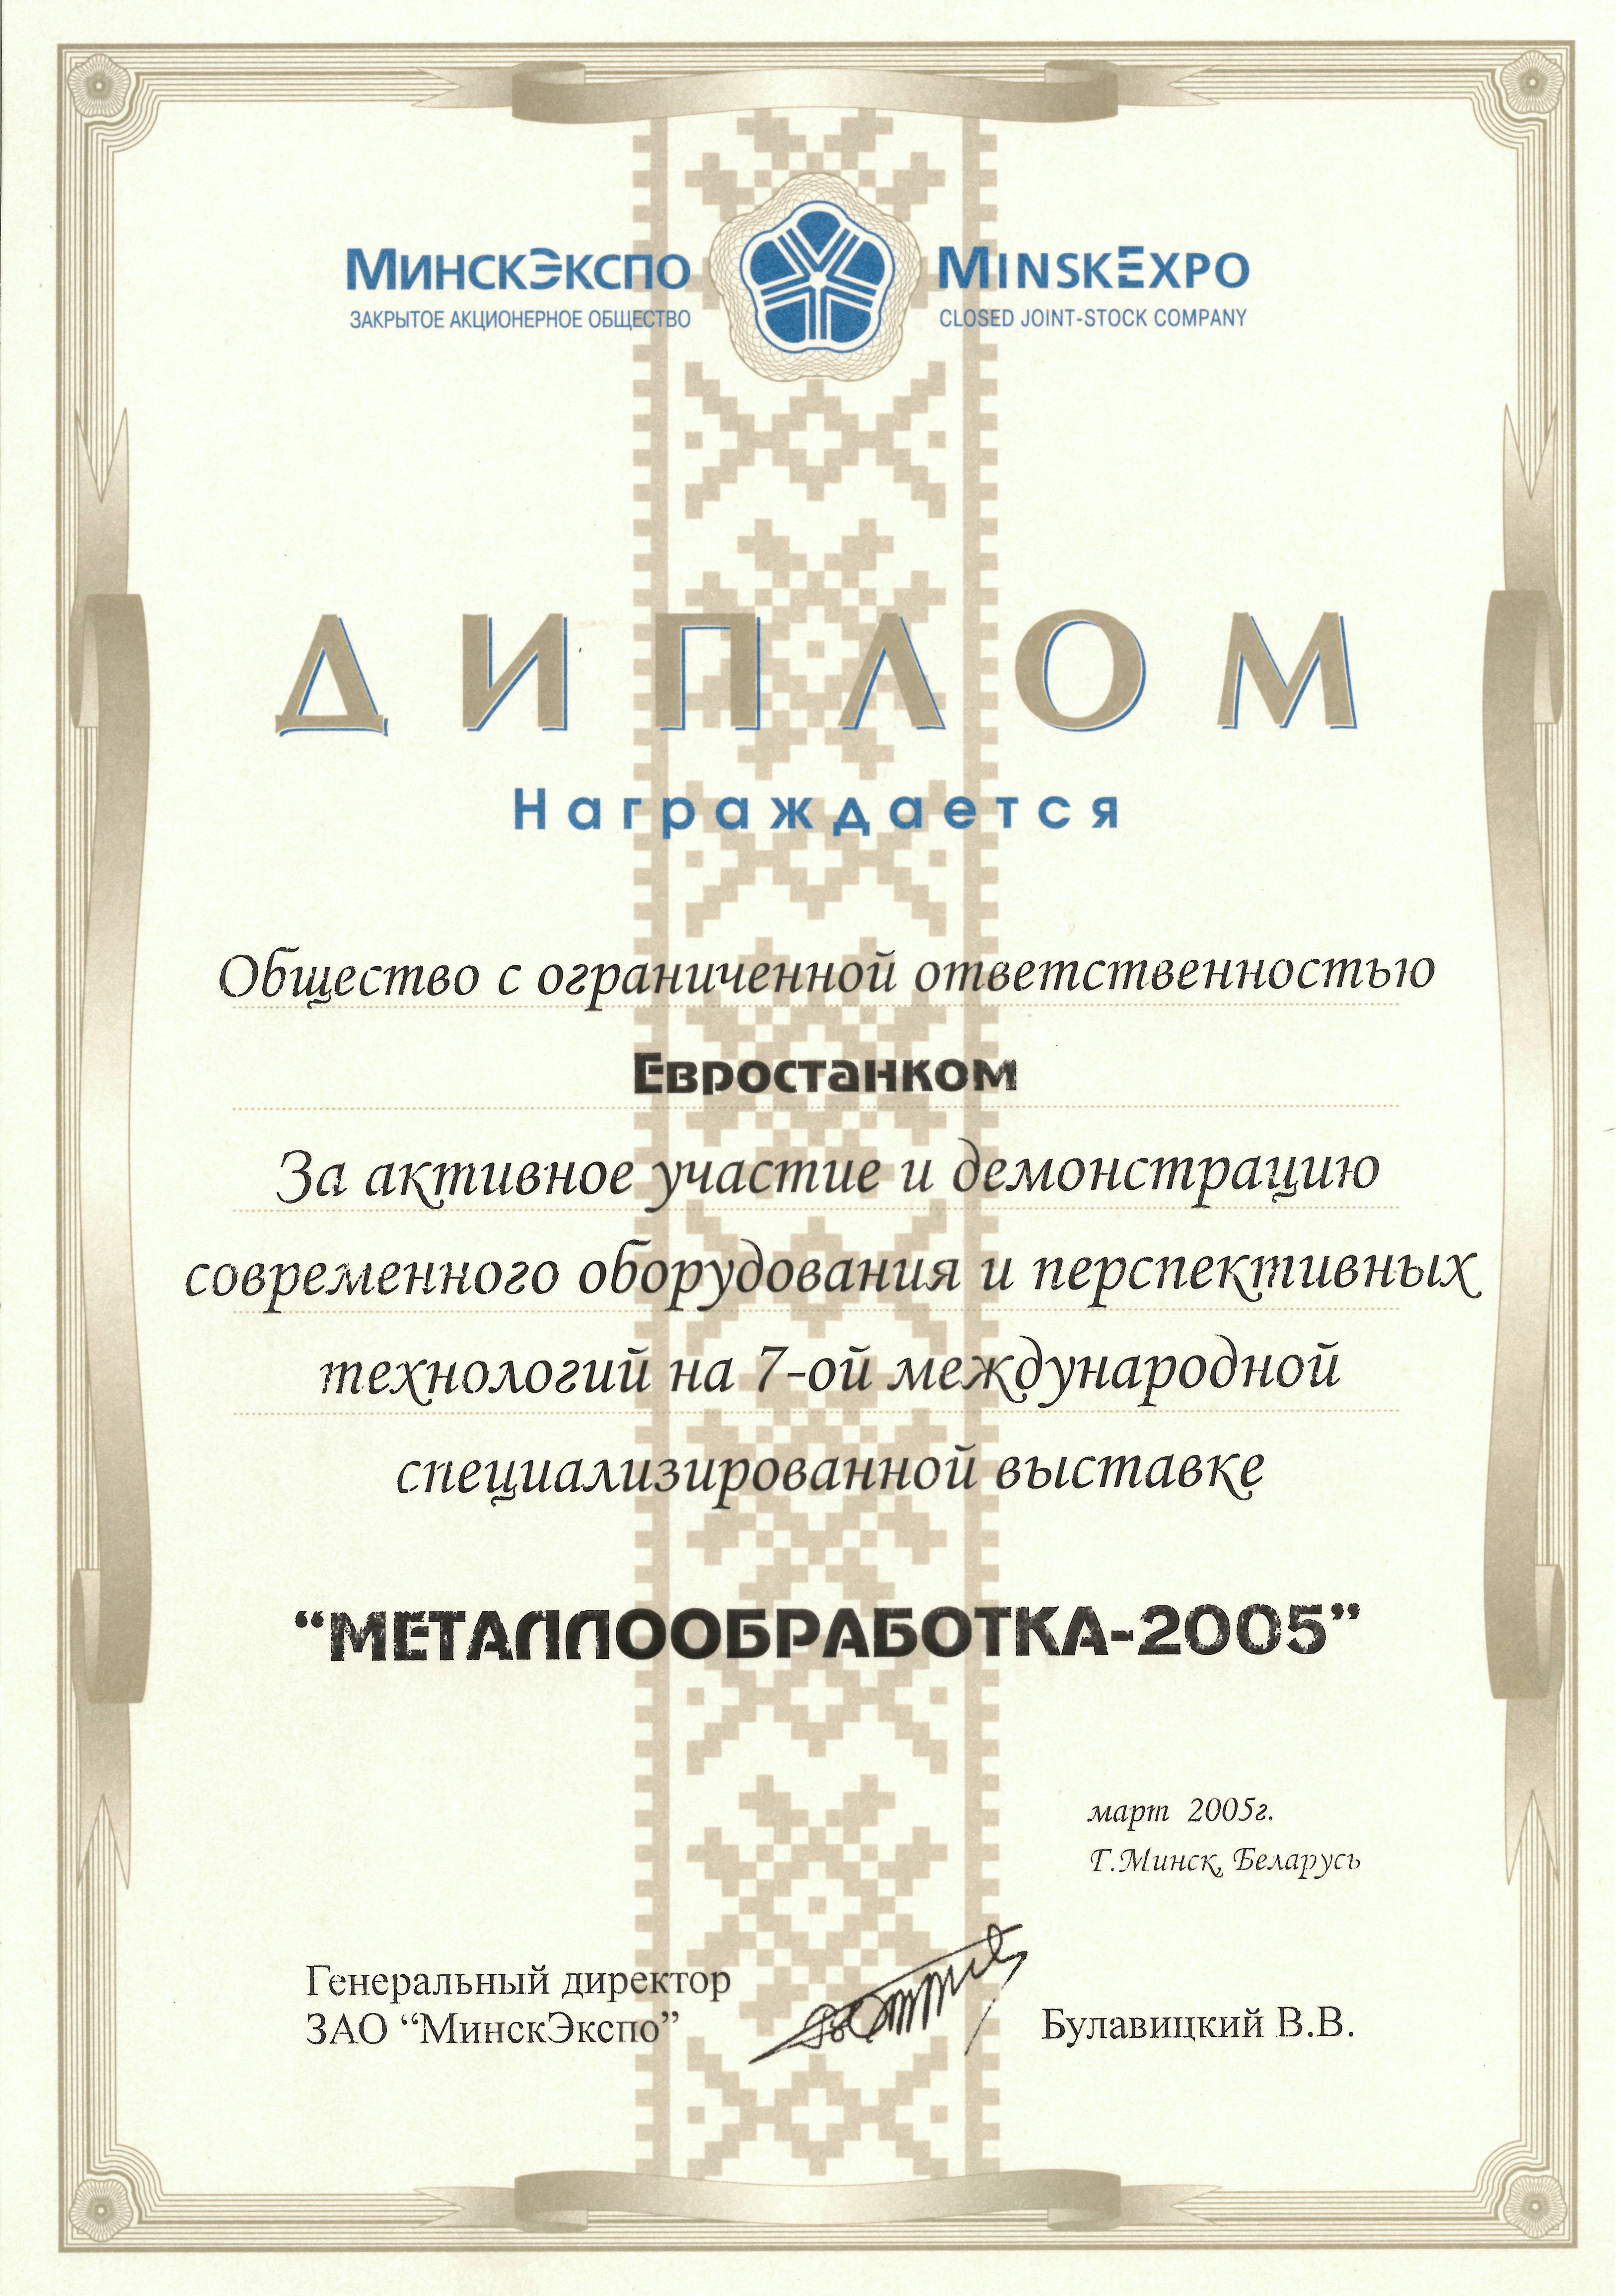 МИНСКЭКСПО
ЗАКРЫТОЕ АКЦИОНЕРНОЕ ОБЩЕСТВО
MINSKEXPO
CLOSED JOINT-STOCK COMPANY
ДИПЛОМ
Награждается
Общество с ограниченной ответственностью
Евростанком
За активное участие и демонстрацию
современного оборудования и перспективных
технологий на 7-ой международной
специализированной выставке
“МЕТАЛЛООБРАБОТКА-2005”
март 2005г.
Г.Минск, Беларусь
Генеральный директор
ЗАО “МинскЭкспо”
Булавицкий В.В.